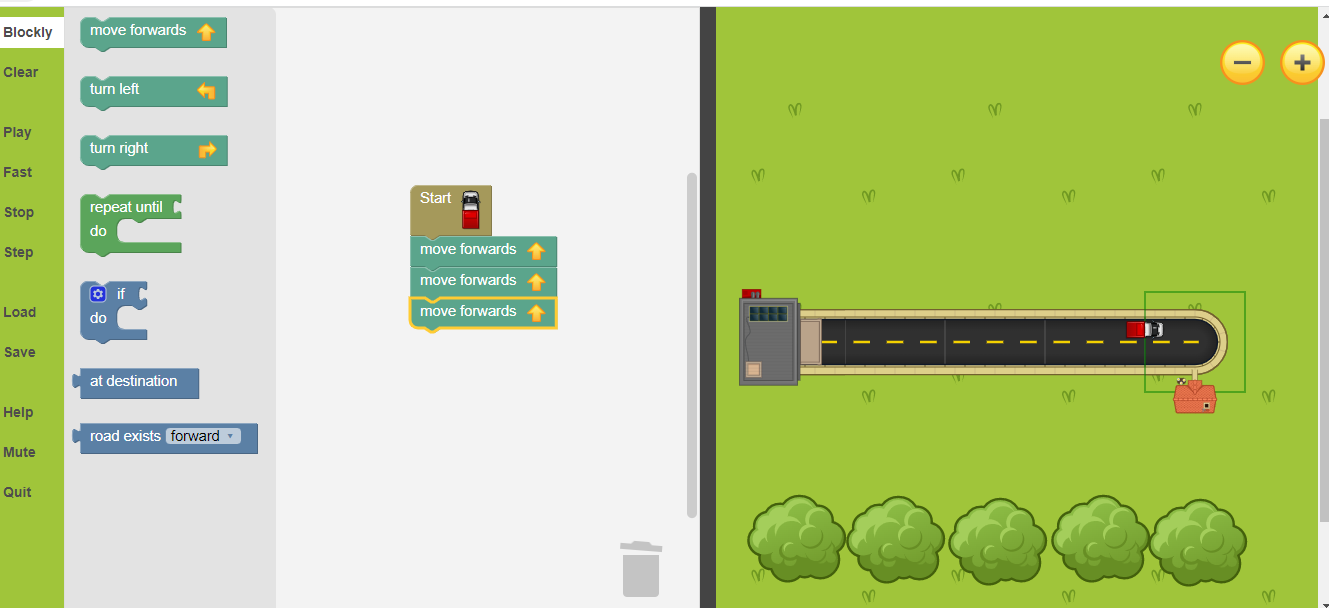 Blockly
Clear
Play
Fast
Stop
Step
Load
Save
Help
Mute
Quit
move forwards
turn left
turn right
repeat until
do
if
do
at destination
road exists forward
Start
move forwards
move forwards
move forwards